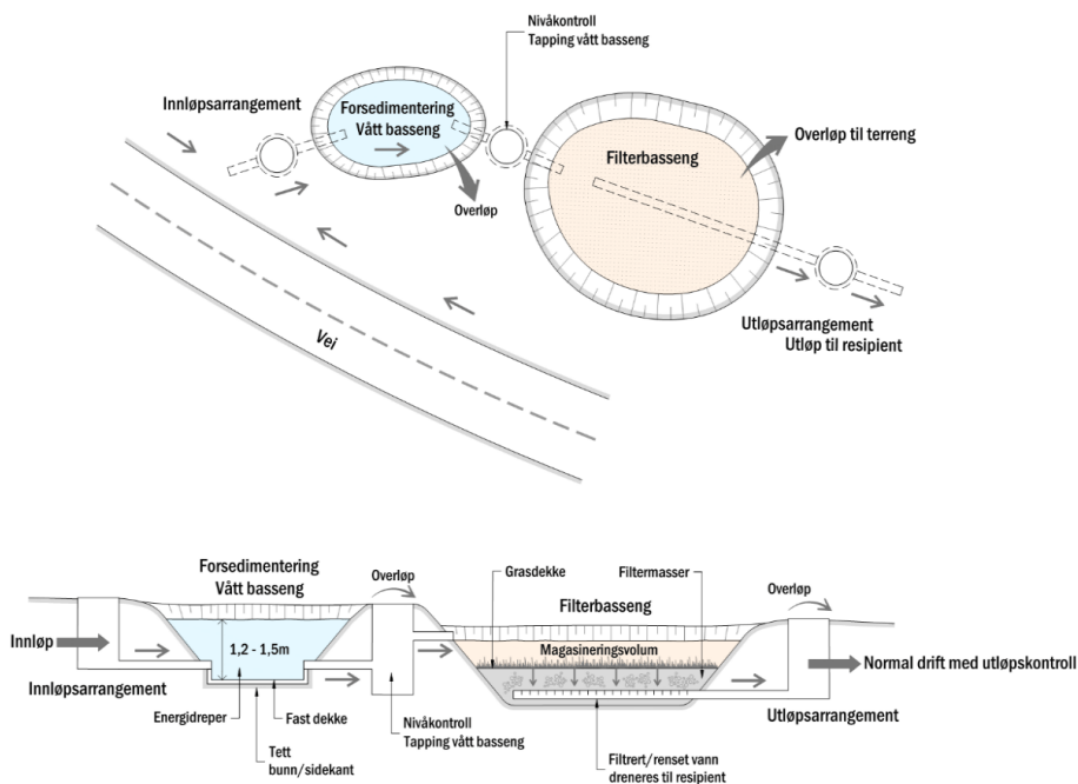 Nivåkontroll
Tapping vått basseng
Innløpsarrangement
Forsedimentering
Vått basseng
Overløp til terreng
Filterbasseng
Overløp
Utløpsarrangement
Utløp til resipient
Vei
Forsedimentering
Vått basseng
Overløp
Grasdekke
Filtermasser
Overløp
Filterbasseng
Innløp
1,2 - 1,5m
Magasineringsvolum
Normal drift med utløpskontroll
Innløpsarrangement
Energidreper
Fast dekke
Nivåkontroll
Tapping vått basseng
Utløpsarrangement
Tett
bunn/sidekant
Filtrert/renset vann
dreneres til resipient